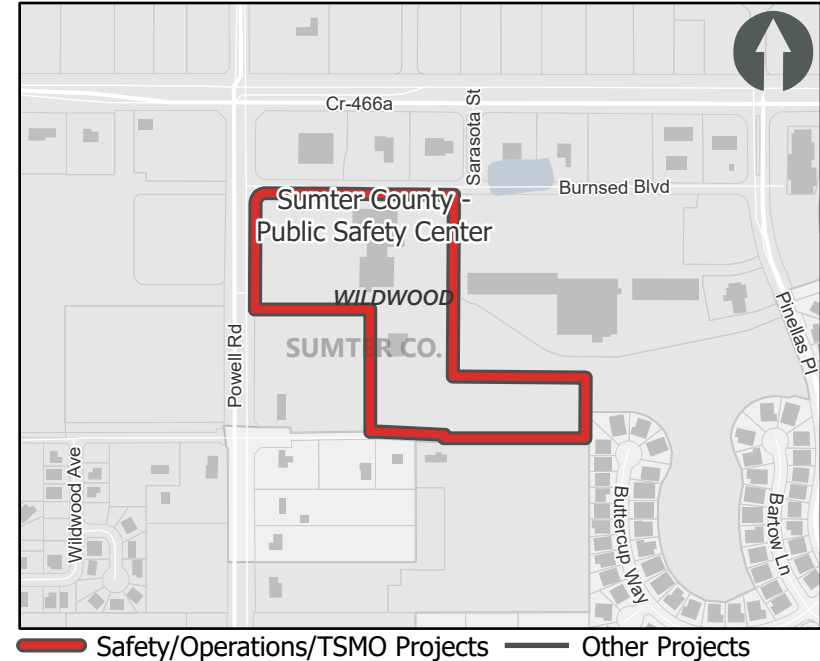 Cr-466a
Sarasota St
Burnsed Blvd
Sumter County -
Public Safety Center
WILDWOOD
SUMTER CO.
Powell Rd
Pinellas Pl
Wildwood Ave
Buttercup Way
Bartow Ln
Safety/Operations/TSMO Projects
Other Projects